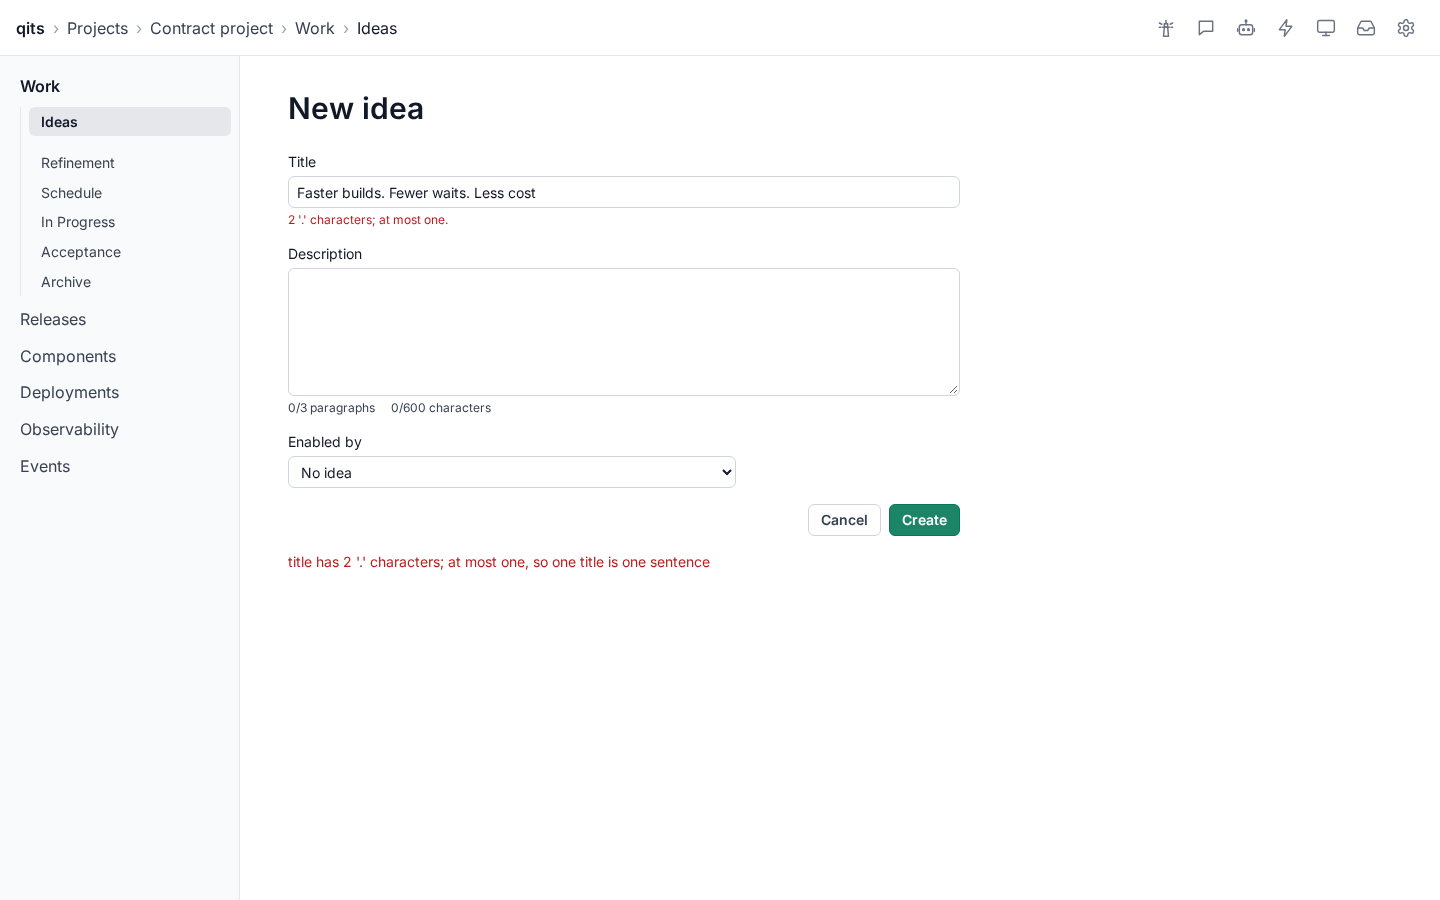 qits › Projects › Contract project › Work › Ideas
Work
Ideas
Refinement
Schedule
In Progress
Acceptance
Archive
Releases
Components
Deployments
Observability
Events
New idea
Title
Faster builds. Fewer waits. Less cost
2 '.' characters; at most one.
Description
0/3 paragraphs 0/600 characters
Enabled by
No idea
Cancel Create
title has 2 '.' characters; at most one, so one title is one sentence